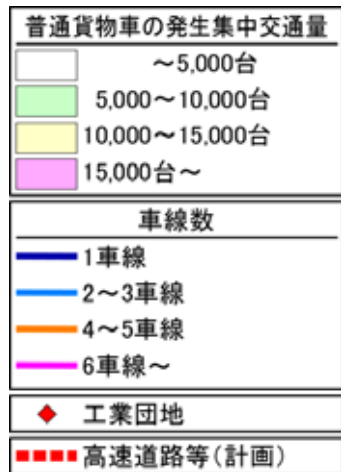 普通貨物車の発生集中交通量
～5,000台
5,000～10,000台
10,000～15,000台
15,000台～
車線数
1車線
2～3車線
4～5車線
6車線～
工業団地
高速道路等(計画)